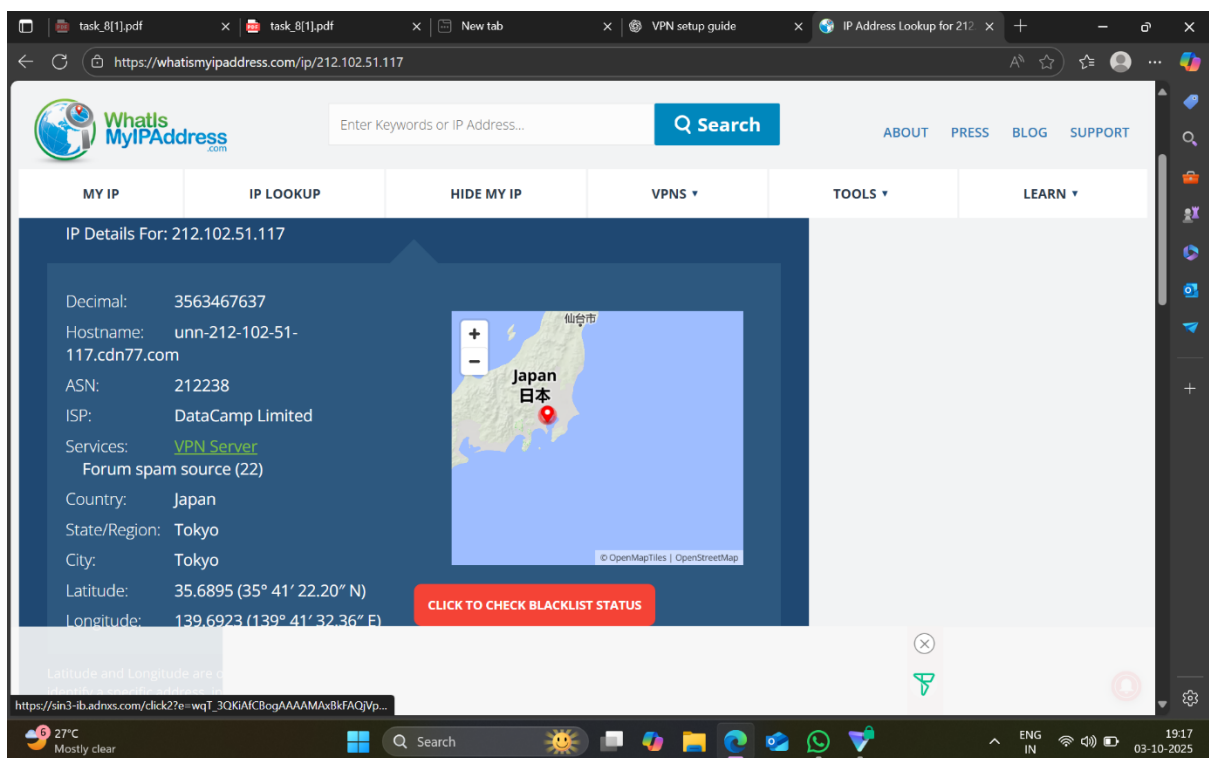 task_8[1].pdf
task_8[1].pdf
New tab
VPN setup guide
IP Address Lookup for 212.
https://whatismyipaddress.com/ip/212.102.51.117
WhatIs
MyIPAddress
.com
Enter Keywords or IP Address...
Search
ABOUT PRESS BLOG SUPPORT
MY IP IP LOOKUP HIDE MY IP VPNS ▼ TOOLS ▼ LEARN ▼
IP Details For: 212.102.51.117
Decimal: 3563467637
Hostname: unn-212-102-51-
117.cdn77.com
ASN: 212238
ISP: DataCamp Limited
Services: VPN Server
Forum spam source (22)
Country: Japan
State/Region: Tokyo
City: Tokyo
Latitude: 35.6895 (35° 41′ 22.20″ N)
Longitude: 139.6923 (139° 41′ 32.36″ E)
仙台市
+
−
Japan
日本
© OpenMapTiles | OpenStreetMap
CLICK TO CHECK BLACKLIST STATUS
Latitude and Longitude are o
identify a specific address, in
https://sin3-ib.adnxs.com/click2?e=wqT_3QKiAfCBogAAAAMAxBkFAQjVp...
6
27°C
Mostly clear
Search
ENG
IN
19:17
03-10-2025